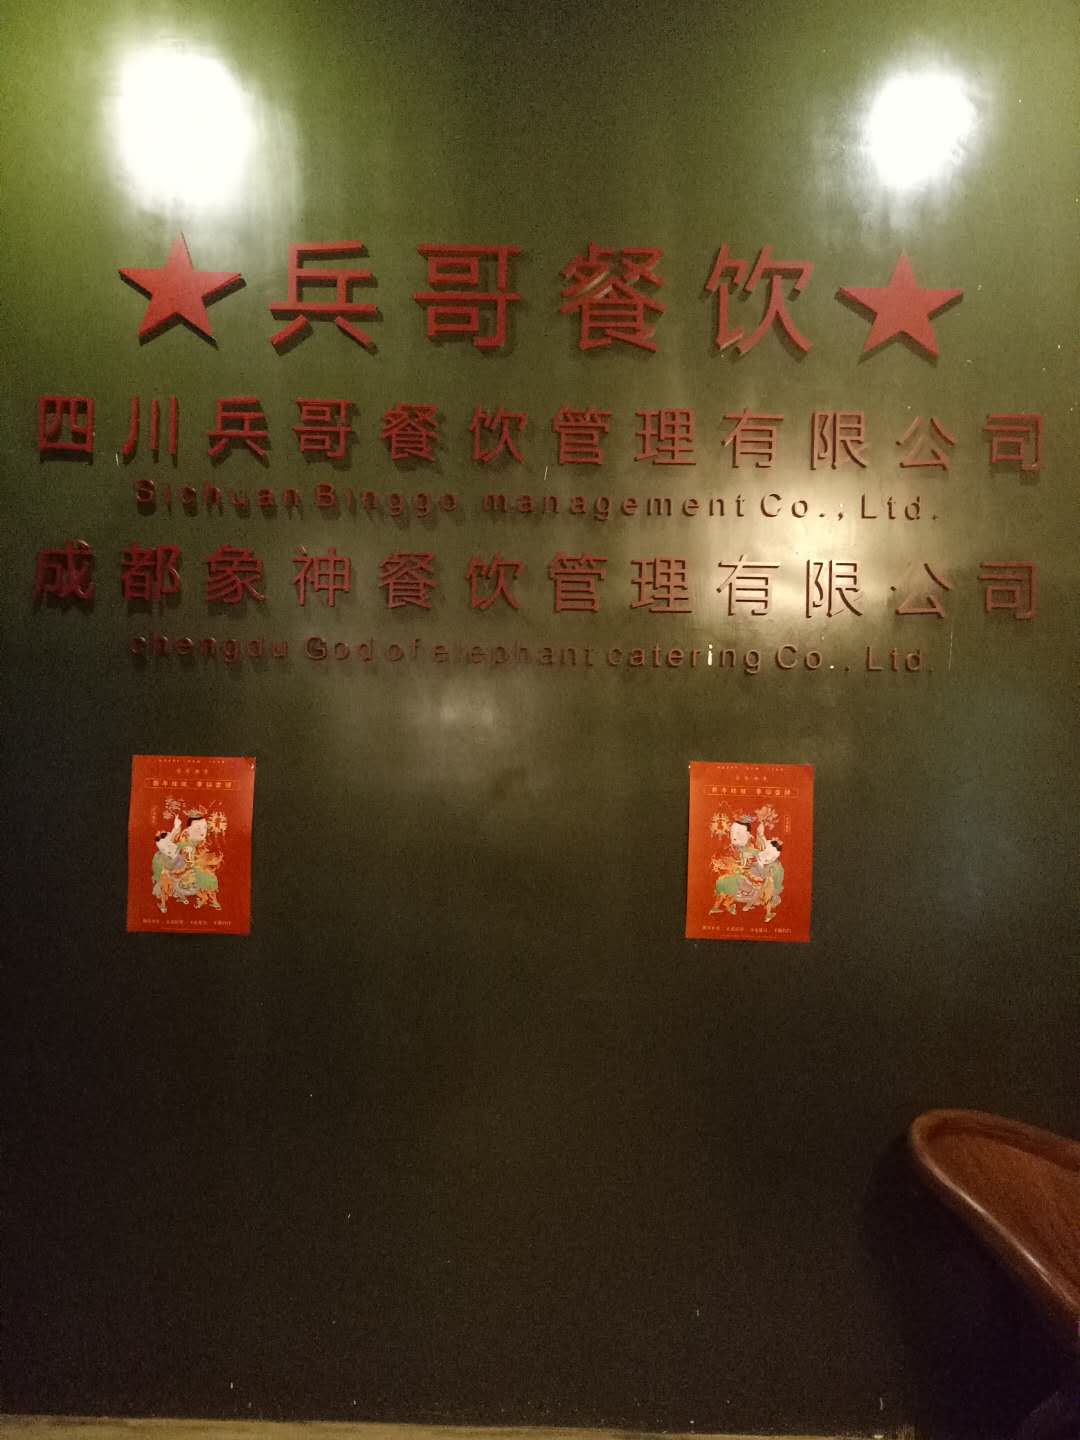 ★兵哥餐饮★
四川兵哥餐饮管理有限公司
Sichuan Binggo management Co., Ltd.
成都象神餐饮管理有限公司
chengdu God of elephant catering Co., Ltd.